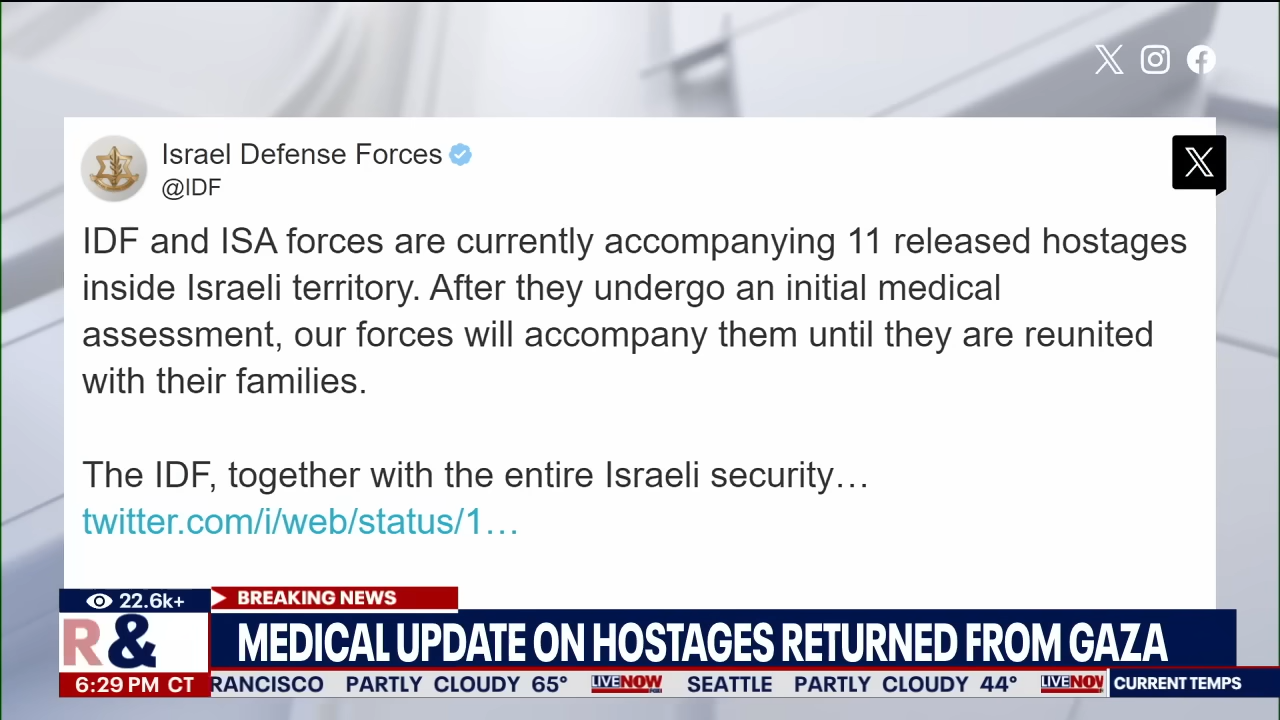 Israel Defense Forces
@IDF
IDF and ISA forces are currently accompanying 11 released hostages
inside Israeli territory. After they undergo an initial medical
assessment, our forces will accompany them until they are reunited
with their families.
The IDF, together with the entire Israeli security…
twitter.com/i/web/status/1…
22.6k+
BREAKING NEWS
R&
MEDICAL UPDATE ON HOSTAGES RETURNED FROM GAZA
6:29 PM CT
RANCISCO PARTLY CLOUDY 65° LIVENOW FOX SEATTLE PARTLY CLOUDY 44° LIVENOW CURRENT TEMPS